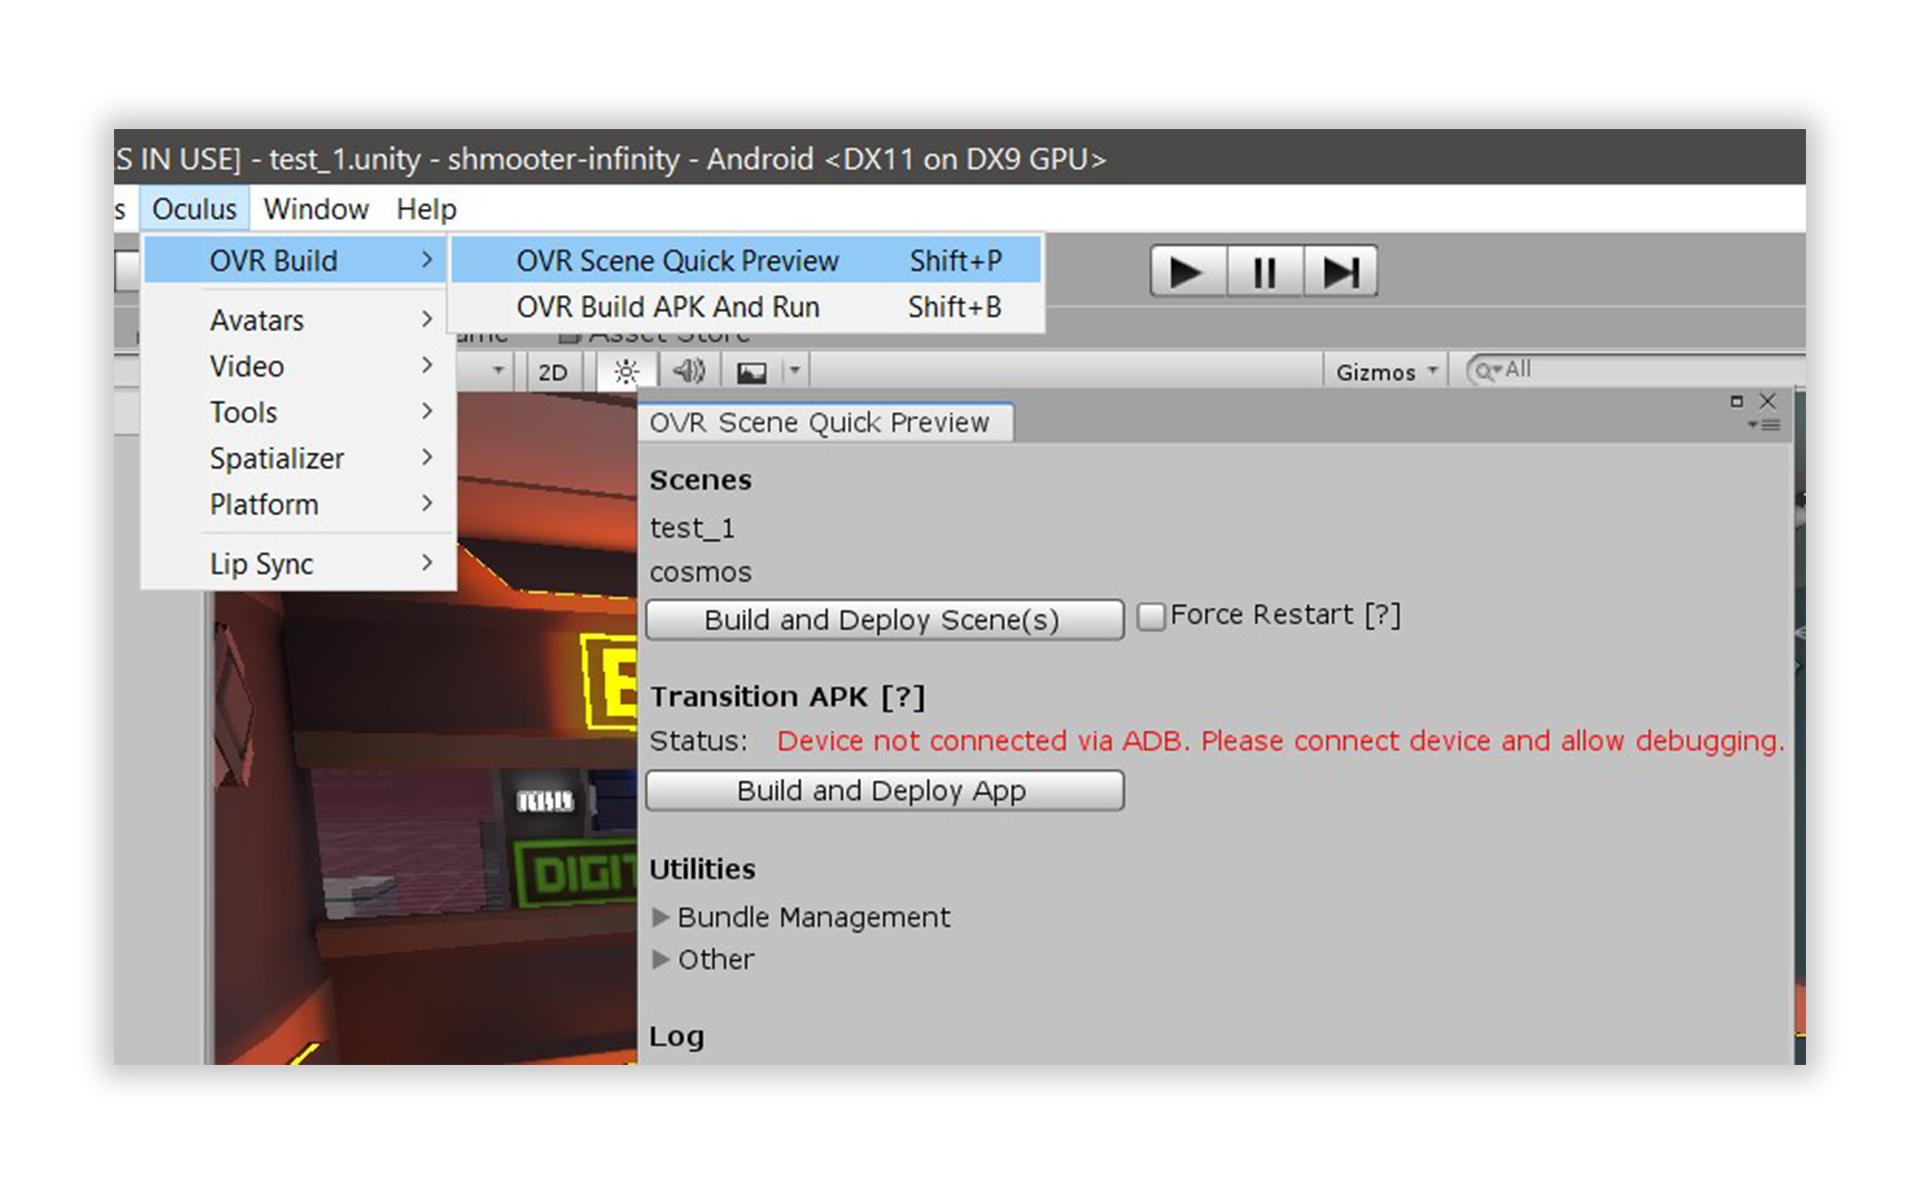 S IN USE] - test_1.unity - shmooter-infinity - Android <DX11 on DX9 GPU>
s Oculus Window Help
OVR Build
OVR Scene Quick Preview Shift+P
OVR Build APK And Run Shift+B
Avatars
Video
Tools
Spatializer
Platform
Lip Sync
Asset Store
2D
Gizmos
All
OVR Scene Quick Preview
Scenes
test_1
cosmos
Build and Deploy Scene(s) Force Restart [?]
Transition APK [?]
Status: Device not connected via ADB. Please connect device and allow debugging.
Build and Deploy App
DIGIT
Utilities
Bundle Management
Other
Log